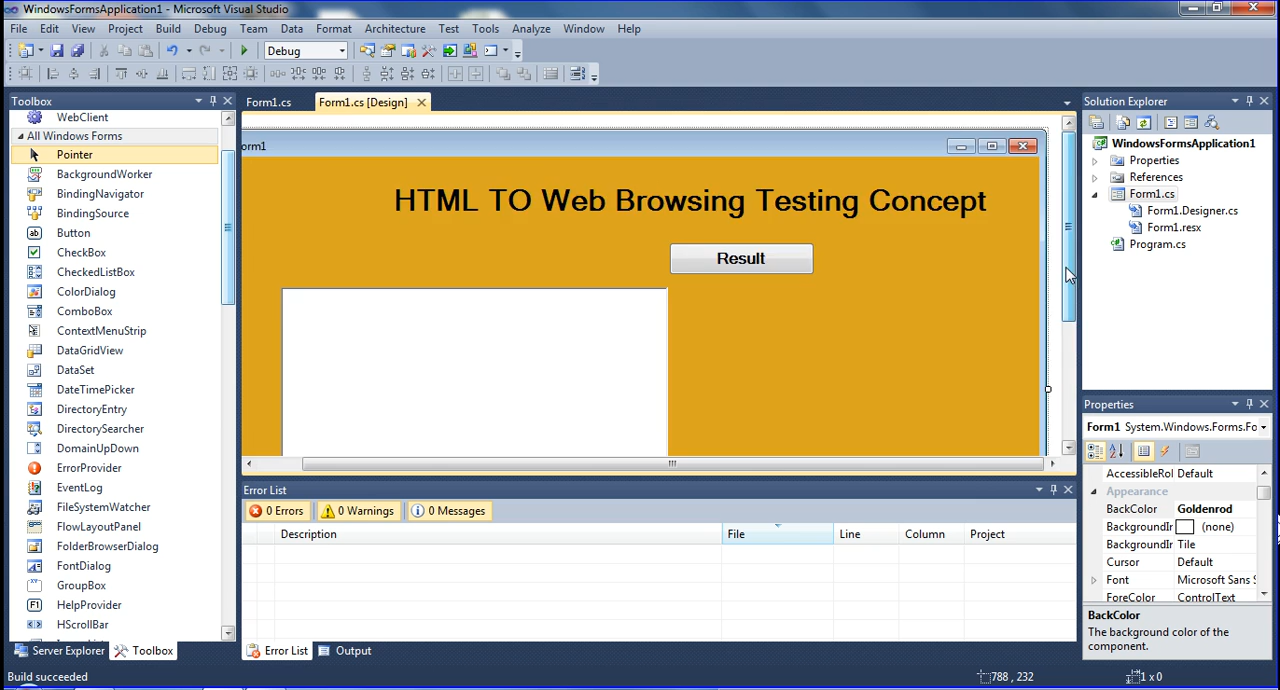 WindowsFormsApplication1 - Microsoft Visual Studio
File Edit View Project Build Debug Team Data Format Architecture Test Tools Analyze Window Help
Debug
Toolbox
WebClient
All Windows Forms
Pointer
BackgroundWorker
BindingNavigator
BindingSource
Button
CheckBox
CheckedListBox
ColorDialog
ComboBox
ContextMenuStrip
DataGridView
DataSet
DateTimePicker
DirectoryEntry
DirectorySearcher
DomainUpDown
ErrorProvider
EventLog
FileSystemWatcher
FlowLayoutPanel
FolderBrowserDialog
FontDialog
GroupBox
HelpProvider
HScrollBar
Server Explorer Toolbox
Form1.cs Form1.cs [Design]
orm1
HTML TO Web Browsing Testing Concept
Result
Error List
0 Errors 0 Warnings 0 Messages
Description File Line Column Project
Error List Output
Solution Explorer
WindowsFormsApplication1
Properties
References
Form1.cs
Form1.Designer.cs
Form1.resx
Program.cs
Properties
Form1 System.Windows.Forms.Fo
AccessibleRol Default
Appearance
BackColor Goldenrod
BackgroundIr (none)
BackgroundIr Tile
Cursor Default
Font Microsoft Sans S
ForeColor ControlText
BackColor
The background color of the
component.
Build succeeded
788 , 232
1 x 0